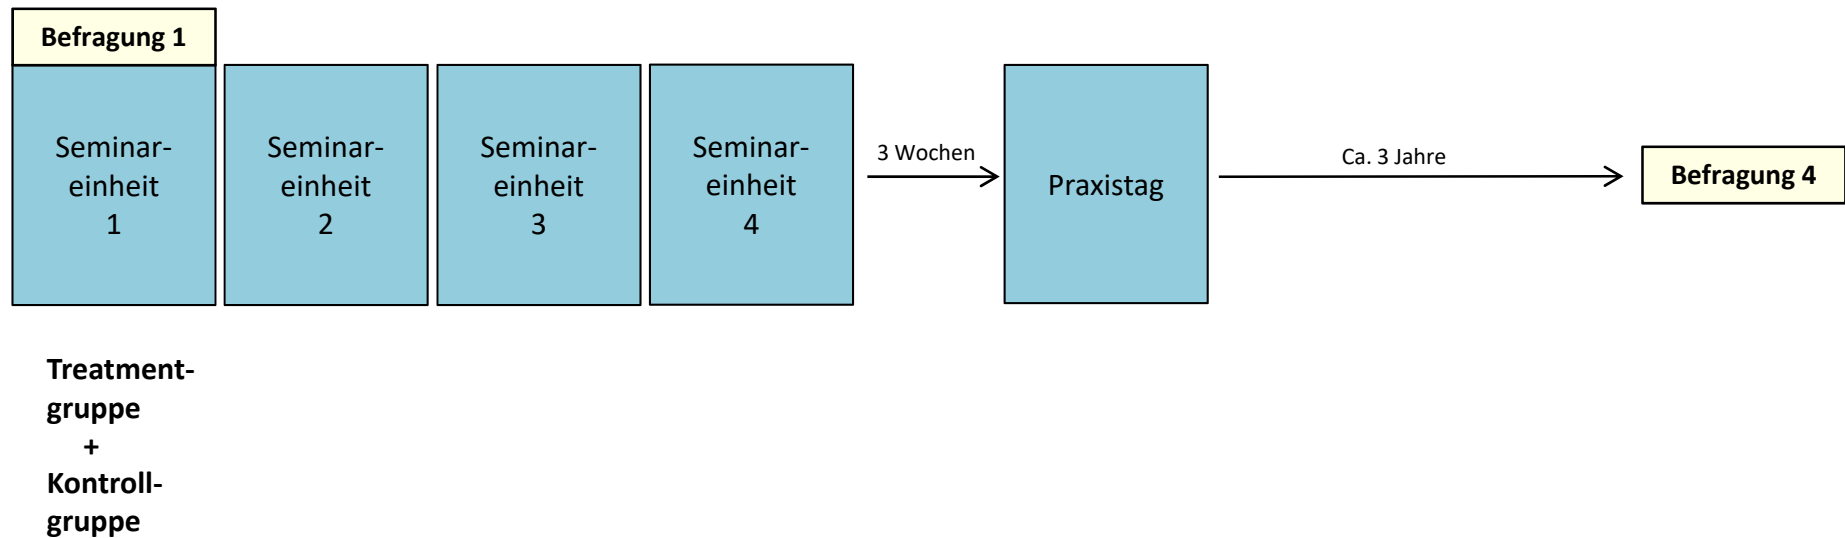 Befragung 1
Seminar-
einheit
1
Seminar-
einheit
2
Seminar-
einheit
3
Seminar-
einheit
4
3 Wochen
Praxistag
Ca. 3 Jahre
Befragung 4
Treatment-
gruppe
+
Kontroll-
gruppe